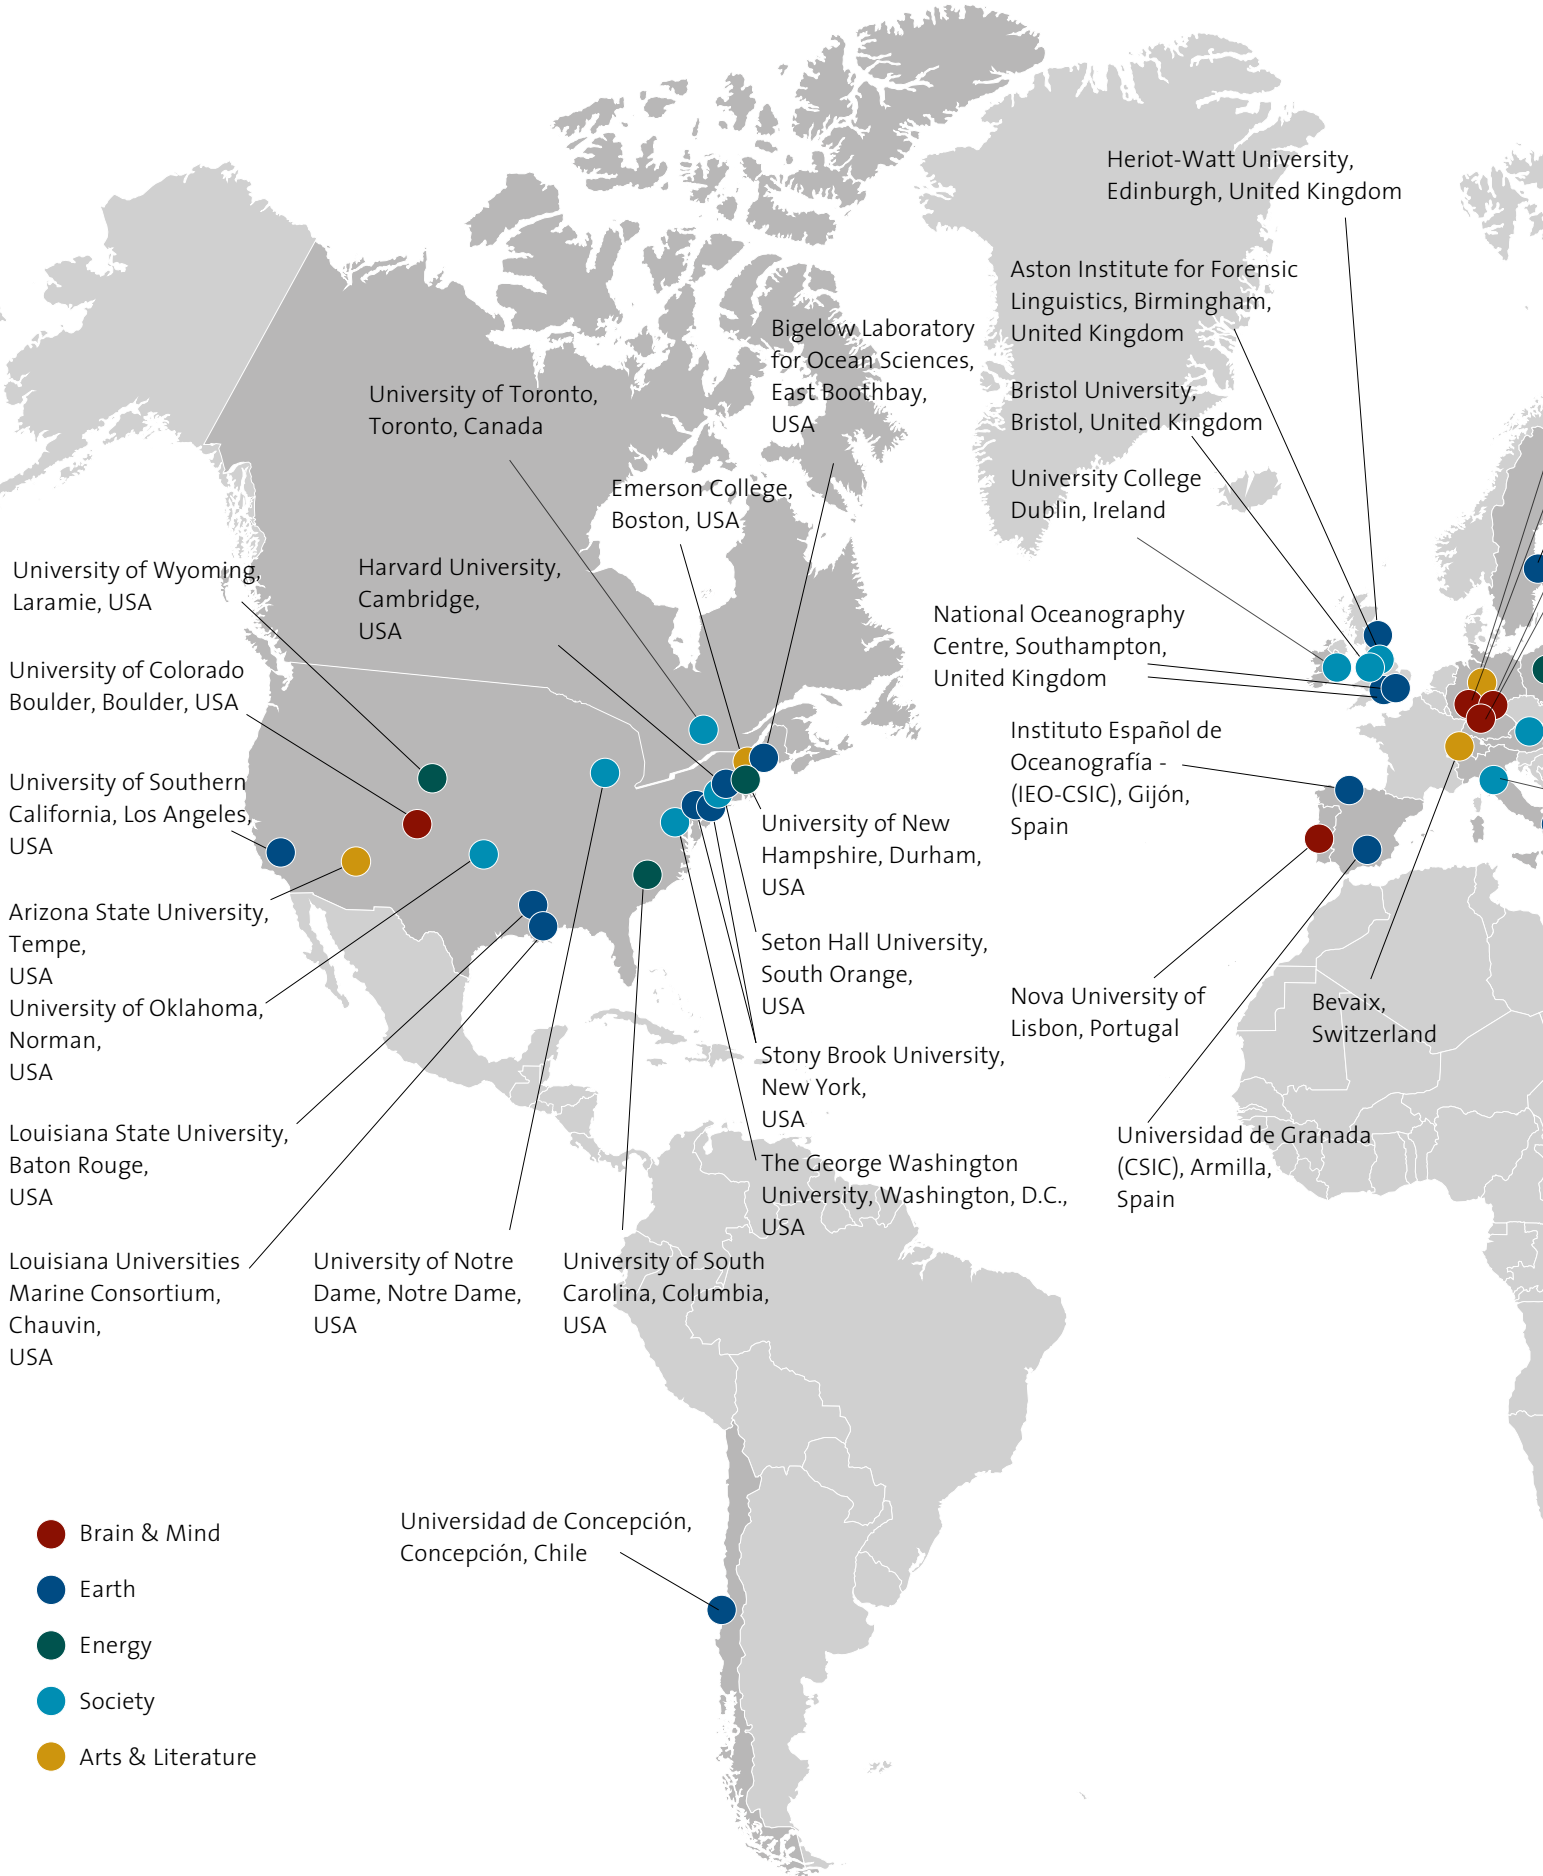 Heriot-Watt University,
Edinburgh, United Kingdom
Aston Institute for Forensic
Linguistics, Birmingham,
United Kingdom
Bigelow Laboratory
for Ocean Sciences,
East Boothbay,
USA
University of Toronto,
Toronto, Canada
Bristol University,
Bristol, United Kingdom
Emerson College,
Boston, USA
University College
Dublin, Ireland
University of Wyoming,
Laramie, USA
Harvard University,
Cambridge,
USA
National Oceanography
Centre, Southampton,
United Kingdom
University of Colorado
Boulder, Boulder, USA
Instituto Español de
Oceanografía -
(IEO-CSIC), Gijón,
Spain
University of Southern
California, Los Angeles,
USA
University of New
Hampshire, Durham,
USA
Arizona State University,
Tempe,
USA
Seton Hall University,
South Orange,
USA
Nova University of
Lisbon, Portugal
Bevaix,
Switzerland
University of Oklahoma,
Norman,
USA
Stony Brook University,
New York,
USA
Louisiana State University,
Baton Rouge,
USA
Universidad de Granada
(CSIC), Armilla,
Spain
The George Washington
University, Washington, D.C.,
USA
Louisiana Universities
Marine Consortium,
Chauvin,
USA
University of Notre
Dame, Notre Dame,
USA
University of South
Carolina, Columbia,
USA
Universidad de Concepción,
Concepción, Chile
Brain & Mind
Earth
Energy
Society
Arts & Literature